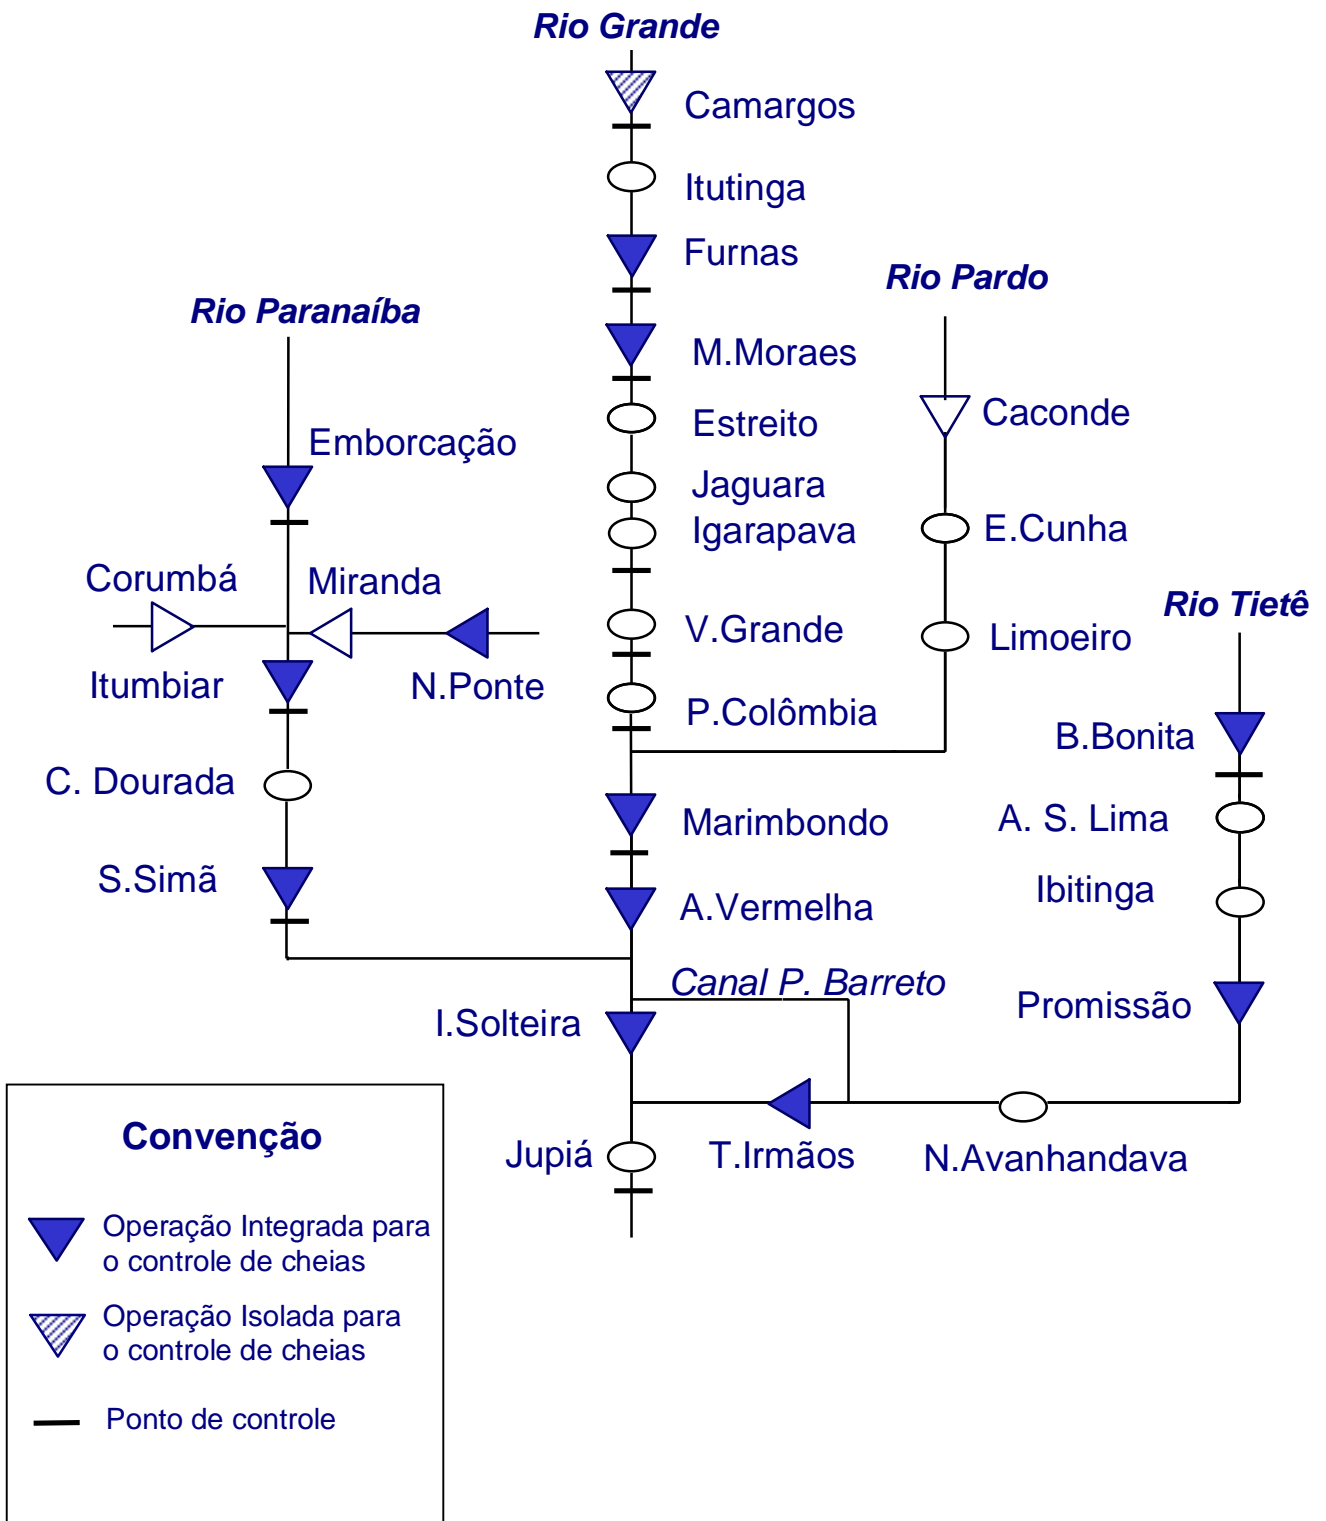 Rio Grande
Camargos
Itutinga
Furnas
Rio Pardo
Rio Paranaíba
M.Moraes
Caconde
Estreito
Emborcação
Jaguara
Igarapava
E.Cunha
Corumbá
Miranda
Rio Tietê
V.Grande
Limoeiro
Itumbiar
N.Ponte
P.Colômbia
B.Bonita
C. Dourada
Marimbondo
A. S. Lima
S.Simã
A.Vermelha
Ibitinga
Canal P. Barreto
I.Solteira
Promissão
Convenção
Jupiá
T.Irmãos
N.Avanhandava
Operação Integrada para
o controle de cheias
Operação Isolada para
o controle de cheias
Ponto de controle